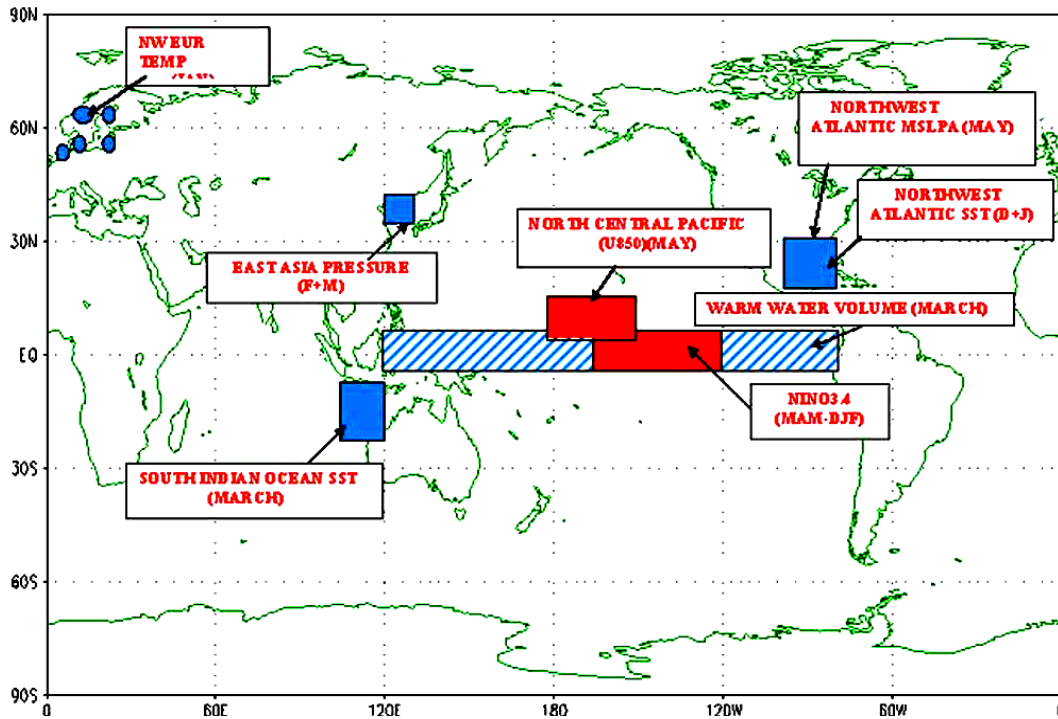 90N
NW EUR
TEMP
NORTHWEST
ATLANTIC MSLPA (MAY)
60N
NORTHWEST
ATLANTIC SST (D+J)
NORTH CENTRAL PACIFIC
(U850)(MAY)
30N
EAST ASIA PRESSURE
(F+M)
WARM WATER VOLUME (MARCH)
EQ
NINO3.4
(MAM-DJF)
30S
SOUTH INDIAN OCEAN SST
(MARCH)
60S
90S
0 60E 120E 180 120W 60W